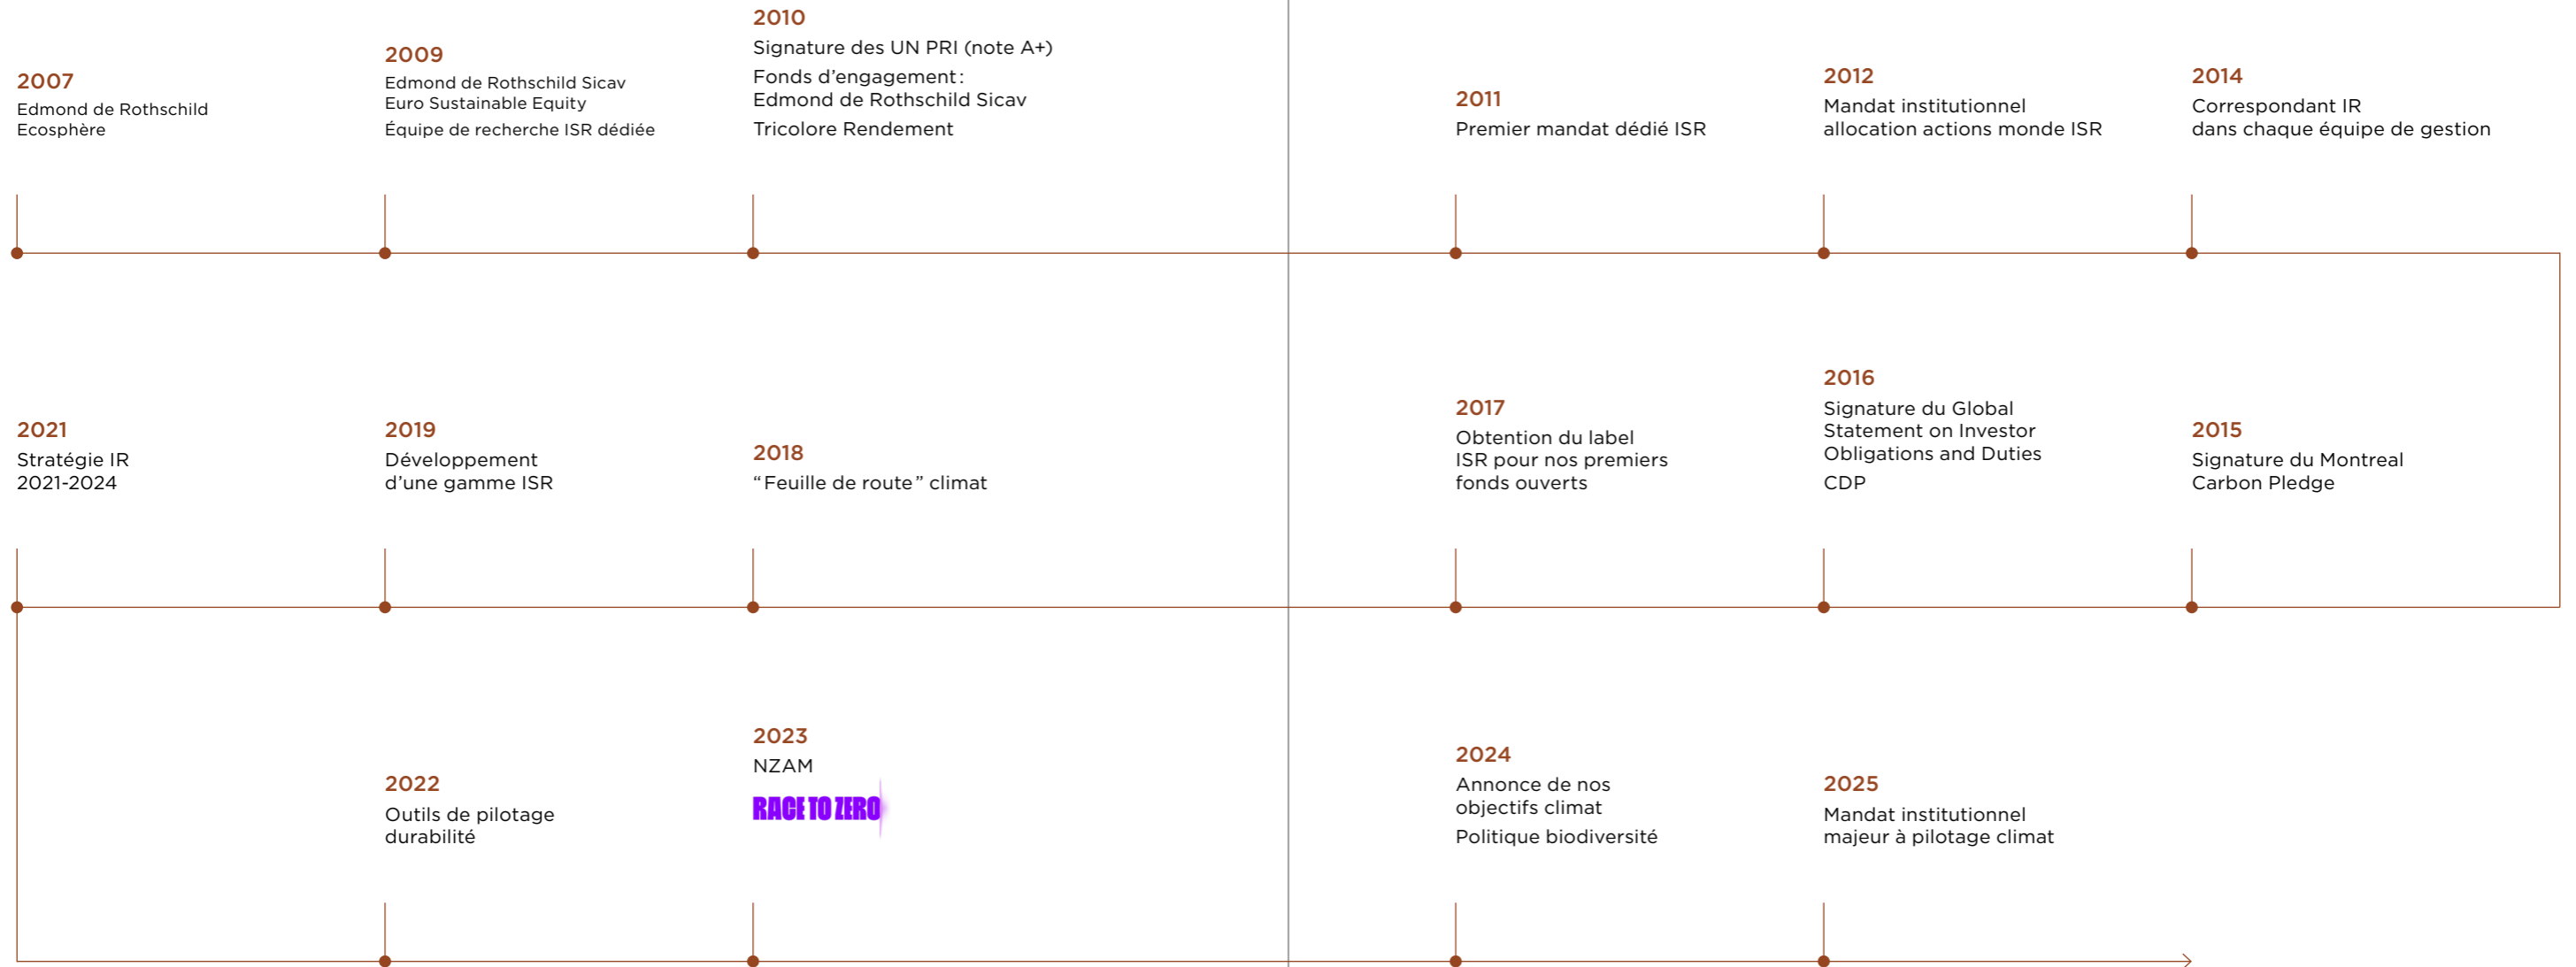 2007
Edmond de Rothschild
Ecosphère
2009
Edmond de Rothschild Sicav
Euro Sustainable Equity
Équipe de recherche ISR dédiée
2010
Signature des UN PRI (note A+)
Fonds d’engagement :
Edmond de Rothschild Sicav
Tricolore Rendement
2011
Premier mandat dédié ISR
2012
Mandat institutionnel
allocation actions monde ISR
2014
Correspondant IR
dans chaque équipe de gestion
2021
Stratégie IR
2021-2024
2019
Développement
d’une gamme ISR
2018
“Feuille de route” climat
2017
Obtention du label
ISR pour nos premiers
fonds ouverts
2016
Signature du Global
Statement on Investor
Obligations and Duties
CDP
2015
Signature du Montreal
Carbon Pledge
2022
Outils de pilotage
durabilité
2023
NZAM
RACE TO ZERO
2024
Annonce de nos
objectifs climat
Politique biodiversité
2025
Mandat institutionnel
majeur à pilotage climat